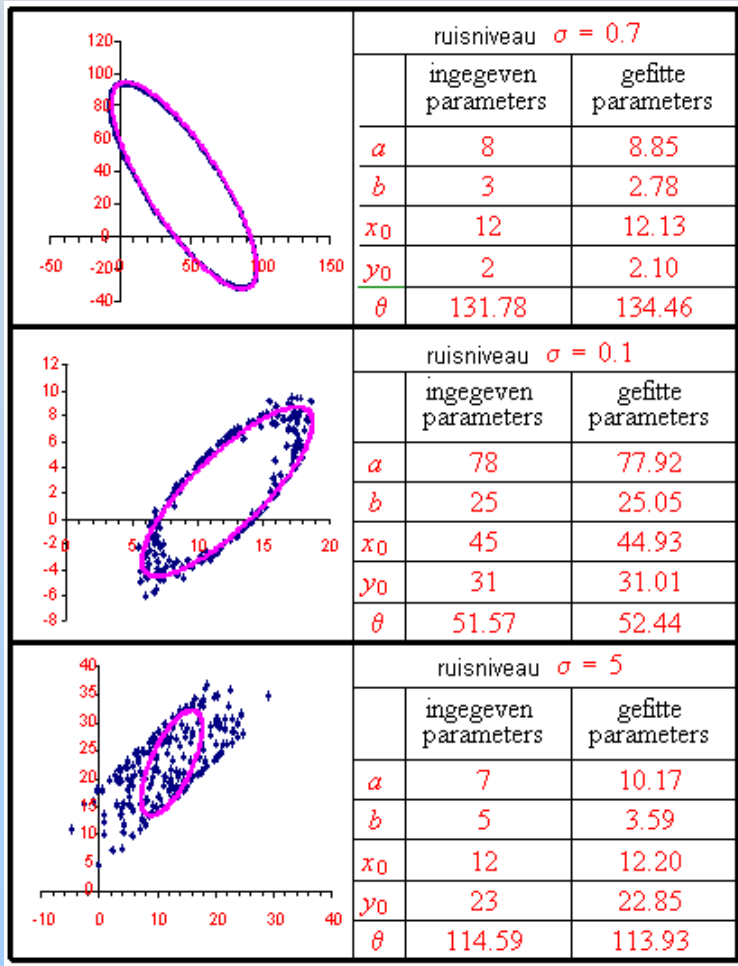 120
100
80
60
40
20
0
-20
-40
-50 0 50 100 150
ruisniveau σ = 0.7
ingegeven parameters gefitte parameters
a 8 8.85
b 3 2.78
x0 12 12.13
y0 2 2.10
θ 131.78 134.46
12
10
8
6
4
2
0
-2
-4
-6
-8
0 5 10 15 20
ruisniveau σ = 0.1
ingegeven parameters gefitte parameters
a 78 77.92
b 25 25.05
x0 45 44.93
y0 31 31.01
θ 51.57 52.44
40
35
30
25
20
15
10
5
0
-10 0 10 20 30 40
ruisniveau σ = 5
ingegeven parameters gefitte parameters
a 7 10.17
b 5 3.59
x0 12 12.20
y0 23 22.85
θ 114.59 113.93